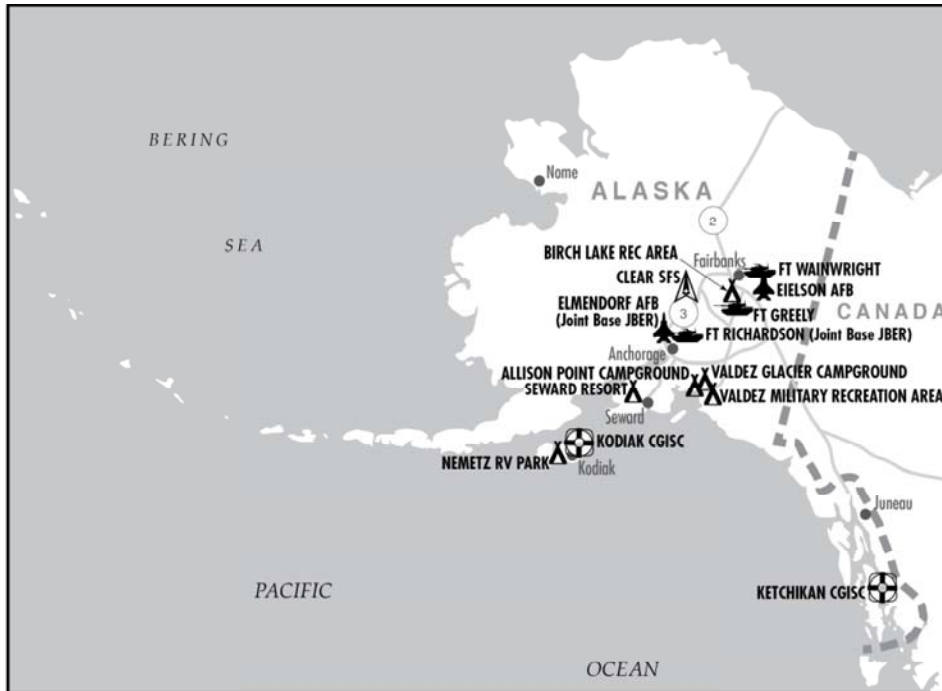 BERING
Nome
ALASKA
SEA
2
BIRCH LAKE REC AREA
Fairbanks
FT WAINWRIGHT
CLEAR SFS
EIELSON AFB
ELMENDORF AFB
(Joint Base JBER)
3
FT GREELY
CANADA
FT RICHARDSON (Joint Base JBER)
Anchorage
ALLISON POINT CAMPGROUND
VALDEZ GLACIER CAMPGROUND
SEWARD RESORT
VALDEZ MILITARY RECREATION AREA
Seward
KODIAK CGISC
NEMETZ RV PARK
Kodiak
Juneau
PACIFIC
KETCHIKAN CGISC
OCEAN